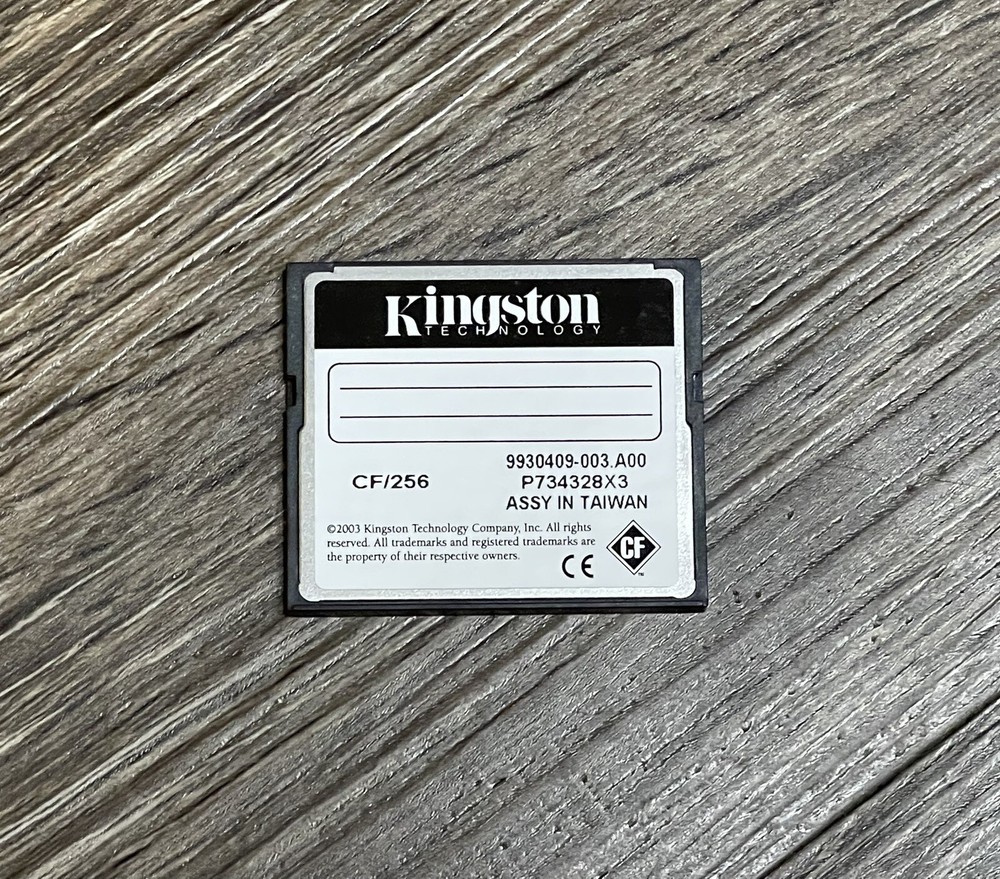 Kingston
TECHNOLOGY
CF/256
9930409-003.A00
P734328X3
ASSY IN TAIWAN
©2003 Kingston Technology Company, Inc. All rights
reserved. All trademarks and registered trademarks are
the property of their respective owners.
CE
CF™